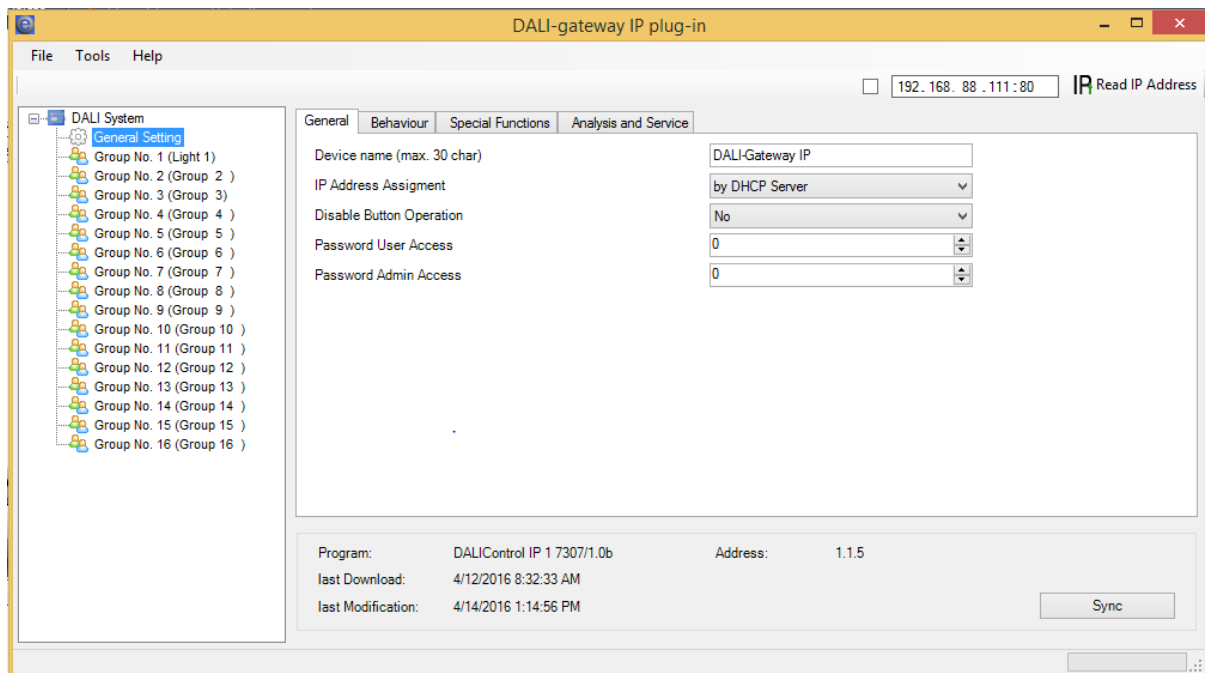 DALI-gateway IP plug-in
File Tools Help
192.168. 88 .111:80 Read IP Address
DALI System
General Setting
Group No. 1 (Light 1)
Group No. 2 (Group 2 )
Group No. 3 (Group 3)
Group No. 4 (Group 4 )
Group No. 5 (Group 5 )
Group No. 6 (Group 6 )
Group No. 7 (Group 7 )
Group No. 8 (Group 8 )
Group No. 9 (Group 9 )
Group No. 10 (Group 10 )
Group No. 11 (Group 11 )
Group No. 12 (Group 12 )
Group No. 13 (Group 13 )
Group No. 14 (Group 14 )
Group No. 15 (Group 15 )
Group No. 16 (Group 16 )
General Behaviour Special Functions Analysis and Service
Device name (max. 30 char) DALI-Gateway IP
IP Address Assigment by DHCP Server
Disable Button Operation No
Password User Access 0
Password Admin Access 0
Program: DALIControl IP 1 7307/1.0b Address: 1.1.5
last Download: 4/12/2016 8:32:33 AM
last Modification: 4/14/2016 1:14:56 PM
Sync